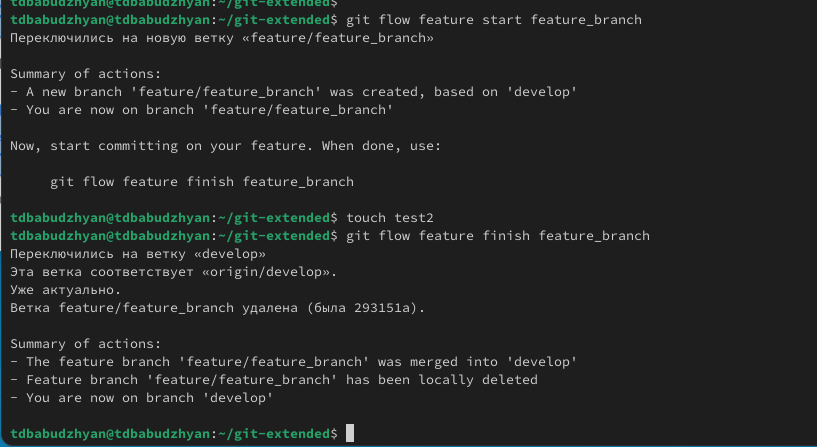 tdbabudzhyan@tdbabudzhyan:~/git-extended$
tdbabudzhyan@tdbabudzhyan:~/git-extended$ git flow feature start feature_branch
Переключились на новую ветку «feature/feature_branch»
Summary of actions:
- A new branch 'feature/feature_branch' was created, based on 'develop'
- You are now on branch 'feature/feature_branch'
Now, start committing on your feature. When done, use:
git flow feature finish feature_branch
tdbabudzhyan@tdbabudzhyan:~/git-extended$ touch test2
tdbabudzhyan@tdbabudzhyan:~/git-extended$ git flow feature finish feature_branch
Переключились на ветку «develop»
Эта ветка соответствует «origin/develop».
Уже актуально.
Ветка feature/feature_branch удалена (была 293151a).
Summary of actions:
- The feature branch 'feature/feature_branch' was merged into 'develop'
- Feature branch 'feature/feature_branch' has been locally deleted
- You are now on branch 'develop'
tdbabudzhyan@tdbabudzhyan:~/git-extended$